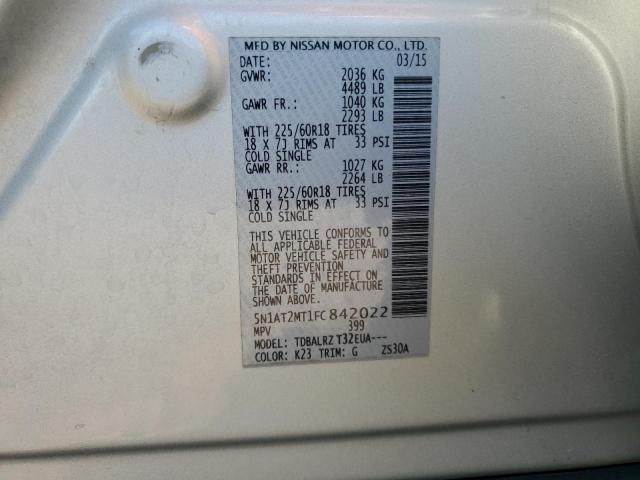 MFD BY NISSAN MOTOR CO., LTD.
DATE: 03/15
GVWR: 2036 KG
4489 LB
GAWR FR.: 1040 KG
2293 LB
WITH 225/60R18 TIRES
18 X 7J RIMS AT 33 PSI
COLD SINGLE
GAWR RR.: 1027 KG
2264 LB
WITH 225/60R18 TIRES
18 X 7J RIMS AT 33 PSI
COLD SINGLE
THIS VEHICLE CONFORMS TO
ALL APPLICABLE FEDERAL
MOTOR VEHICLE SAFETY AND
THEFT PREVENTION
STANDARDS IN EFFECT ON
THE DATE OF MANUFACTURE
SHOWN ABOVE.
5N1AT2MT1FC842022
MPV 399
MODEL: TDBALRZ T32EUA---
COLOR: K23 TRIM: G ZS30A